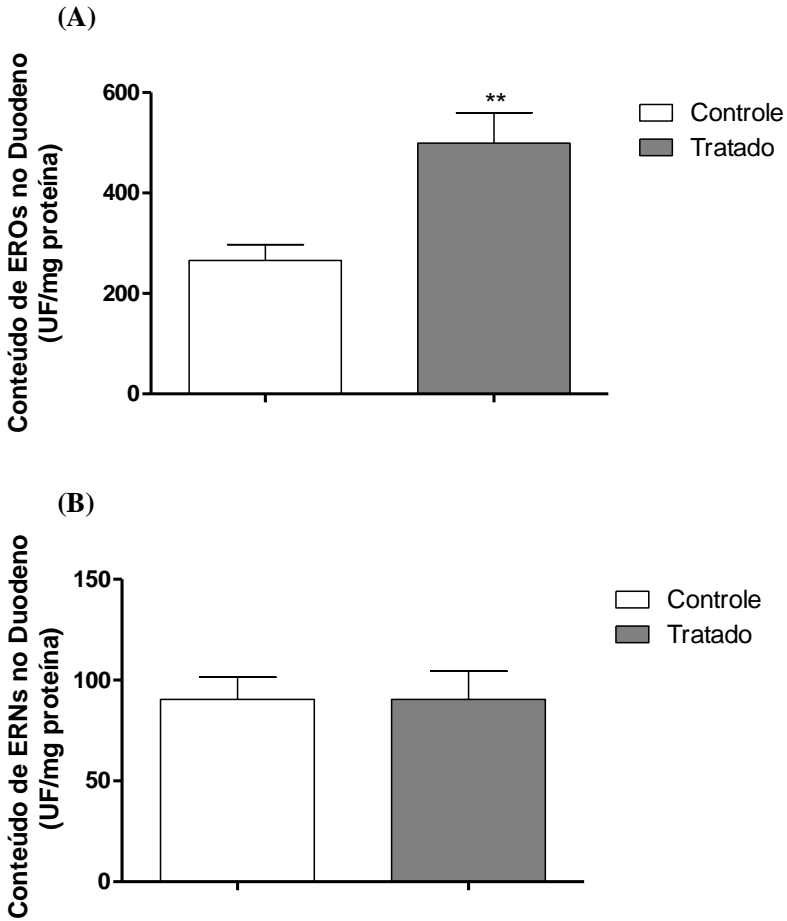 (A)
Conteúdo de EROs no Duodeno
(UF/mg proteína)
600
400
200
0
**
Controle
Tratado
(B)
Conteúdo de ERNs no Duodeno
(UF/mg proteína)
150
100
50
0
Controle
Tratado